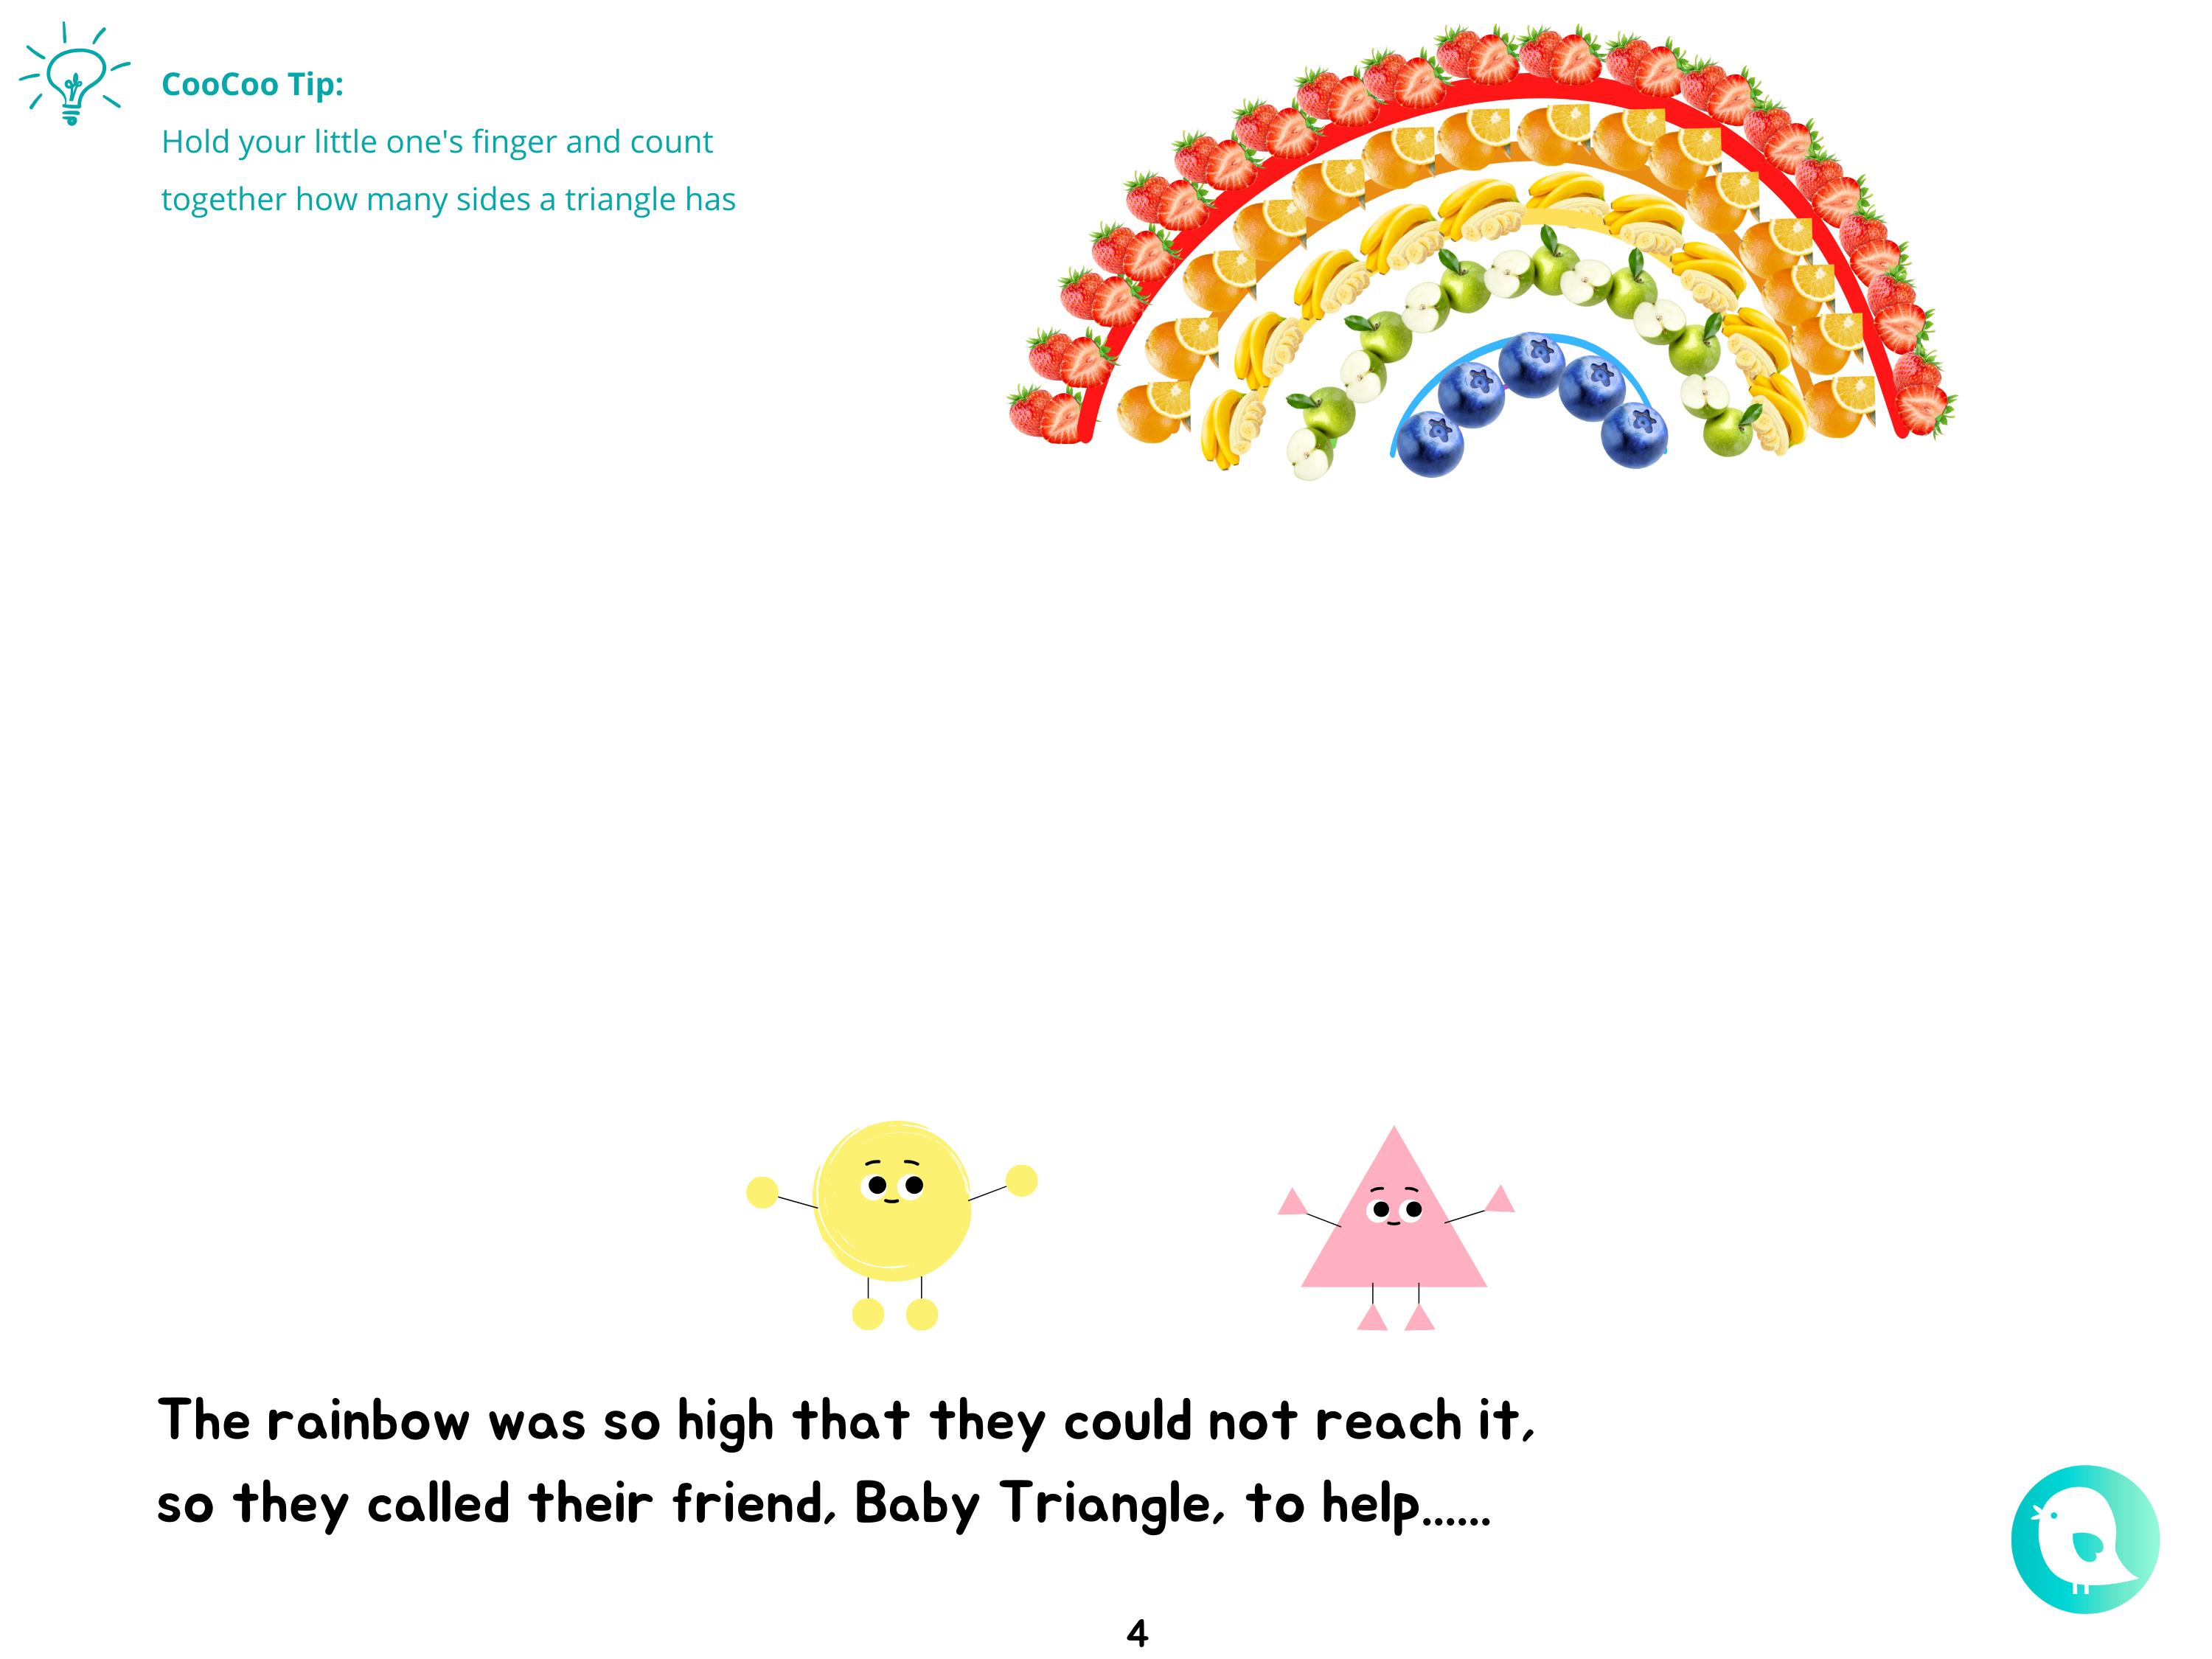 CooCoo Tip:
Hold your little one's finger and count
together how many sides a triangle has
The rainbow was so high that they could not reach it,
so they called their friend, Baby Triangle, to help......
4